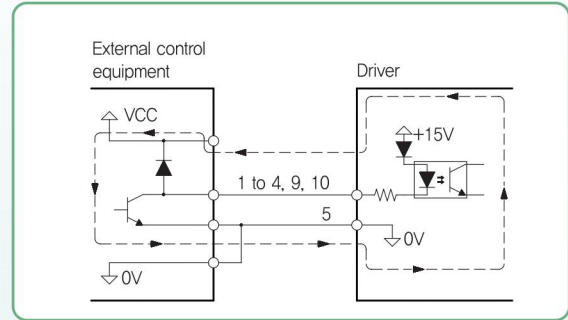 External control
equipment
Driver
VCC
+15V
1 to 4, 9, 10
5
0V
0V